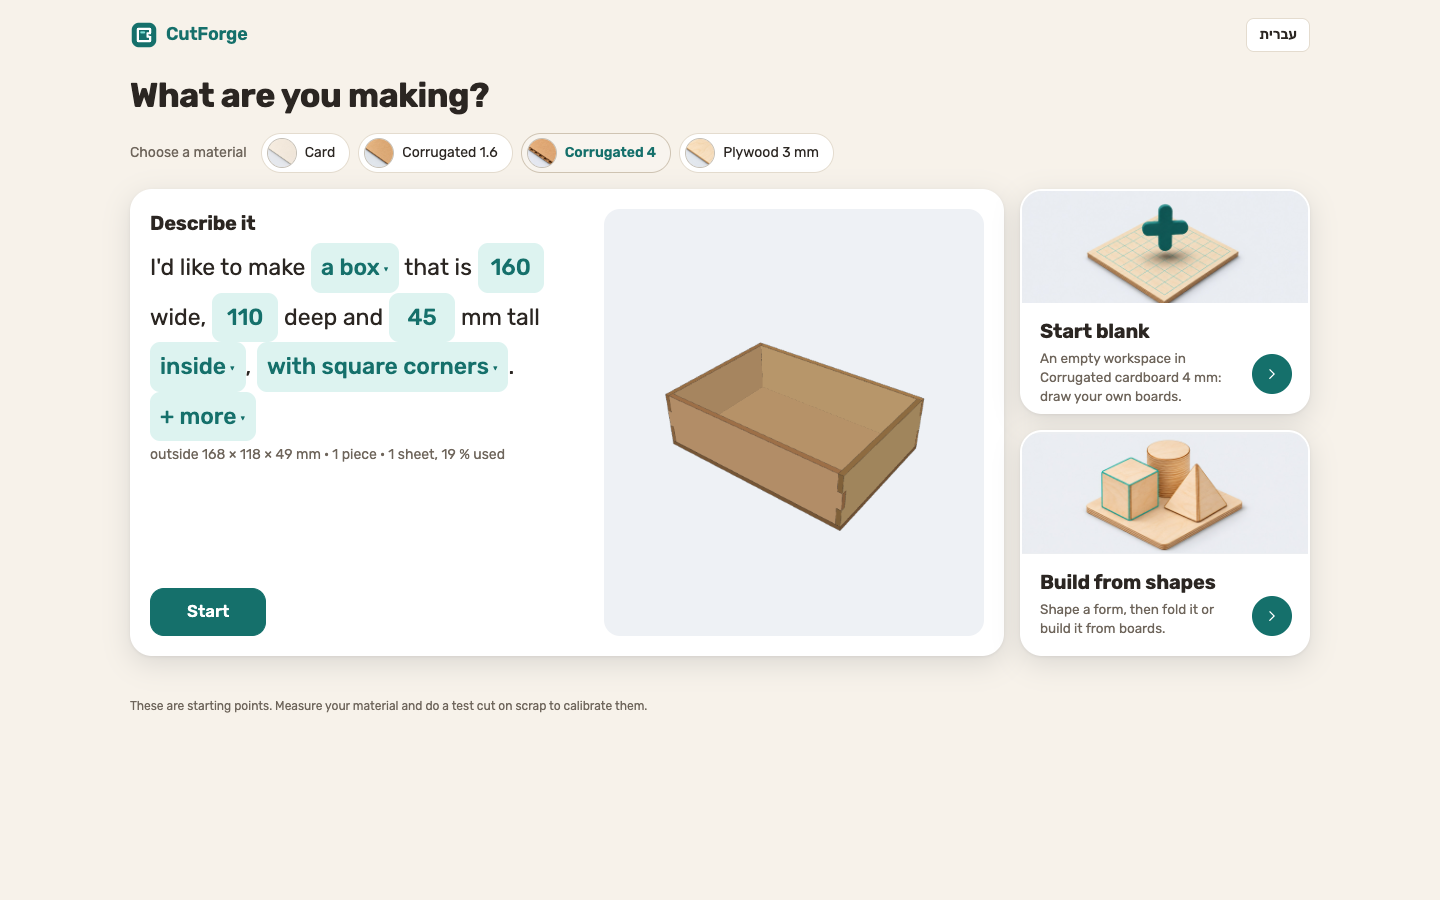 CutForge
עברית
What are you making?
Choose a material
Card
Corrugated 1.6
Corrugated 4
Plywood 3 mm
Describe it
I'd like to make a box that is 160
wide, 110 deep and 45 mm tall
inside , with square corners .
+ more
outside 168 × 118 × 49 mm • 1 piece • 1 sheet, 19 % used
Start
Start blank
An empty workspace in
Corrugated cardboard 4 mm:
draw your own boards.
Build from shapes
Shape a form, then fold it or
build it from boards.
These are starting points. Measure your material and do a test cut on scrap to calibrate them.